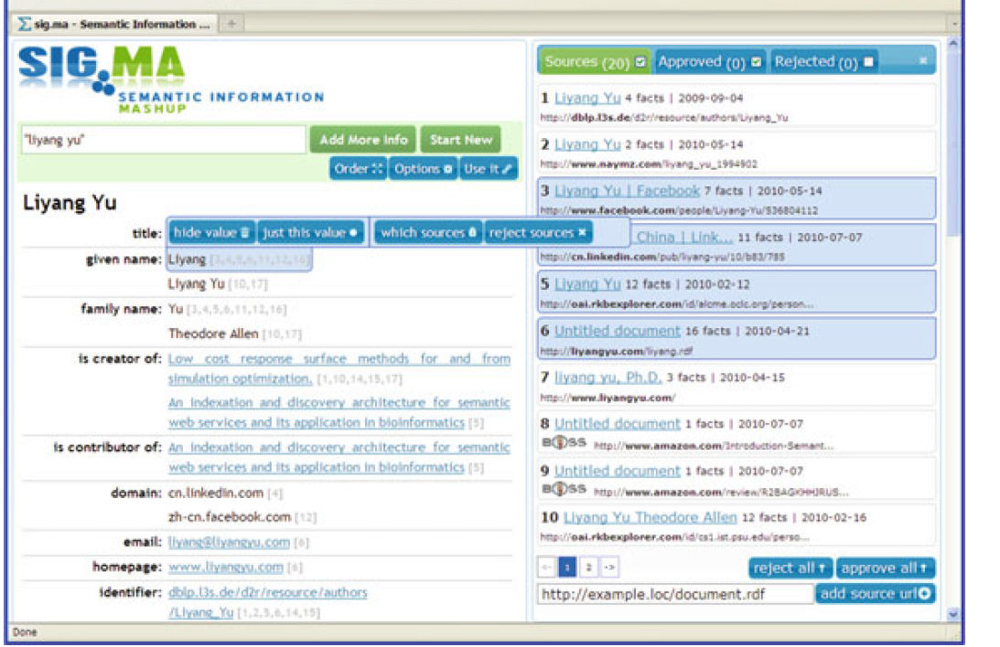 sig.ma - Semantic Information ...
SIG.MA
SEMANTIC INFORMATION
MASHUP
"liyang yu"
Add More Info
Start New
Order
Options
Use it
Liyang Yu
title:
hide value
just this value
which sources
reject sources
given name: Liyang [3,4,5,6,11,12,16]
Liyang Yu [10,17]
family name: Yu [3,4,5,6,11,12,16]
Theodore Allen [10,17]
is creator of: Low cost response surface methods for and from
simulation optimization. [1,10,14,15,17]
An indexation and discovery architecture for semantic
web services and its application in bioinformatics [5]
is contributor of: An indexation and discovery architecture for semantic
web services and its application in bioinformatics [5]
domain: cn.linkedin.com [4]
zh-cn.facebook.com [12]
email: liyang@liyangyu.com [6]
homepage: www.liyangyu.com [6]
identifier: dblp.l3s.de/d2r/resource/authors
/Liyang_Yu [1,2,5,6,14,15]
Sources (20)
Approved (0)
Rejected (0)
1 Liyang Yu 4 facts | 2009-09-04
http://dblp.l3s.de/d2r/resource/authors/Liyang_Yu
2 Liyang Yu 2 facts | 2010-05-14
http://www.naymz.com/liyang_yu_1994902
3 Liyang Yu | Facebook 7 facts | 2010-05-14
http://www.facebook.com/people/Liyang-Yu/536804112
China | Link... 11 facts | 2010-07-07
http://cn.linkedin.com/pub/liyang-yu/10/b83/785
5 Liyang Yu 12 facts | 2010-02-12
http://oai.rkbexplorer.com/id/alcme.oclc.org/person...
6 Untitled document 16 facts | 2010-04-21
http://liyangyu.com/liyang.rdf
7 liyang yu, Ph.D. 3 facts | 2010-04-15
http://www.liyangyu.com/
8 Untitled document 1 facts | 2010-07-07
BOSS http://www.amazon.com/Introduction-Semant...
9 Untitled document 1 facts | 2010-07-07
BOSS http://www.amazon.com/review/R2BAGKHHJRUS...
10 Liyang Yu Theodore Allen 12 facts | 2010-02-16
http://oai.rkbexplorer.com/id/cs1.ist.psu.edu/perso...
<- 1 2 ->
reject all
approve all
http://example.loc/document.rdf
add source url
Done